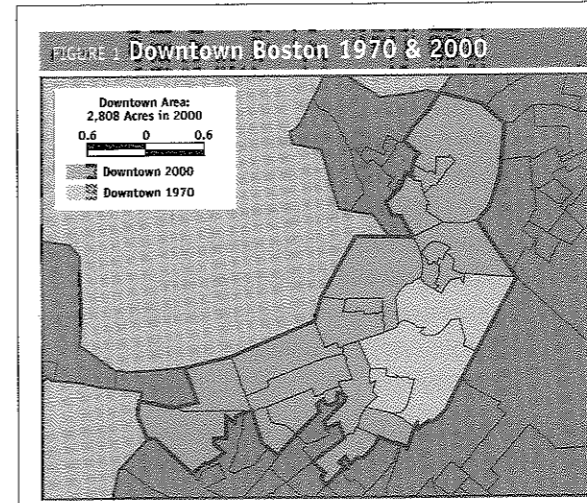 FIGURE 1 Downtown Boston 1970 & 2000
Downtown Area:
2,808 Acres in 2000
0.6 0 0.6
Downtown 2000
Downtown 1970